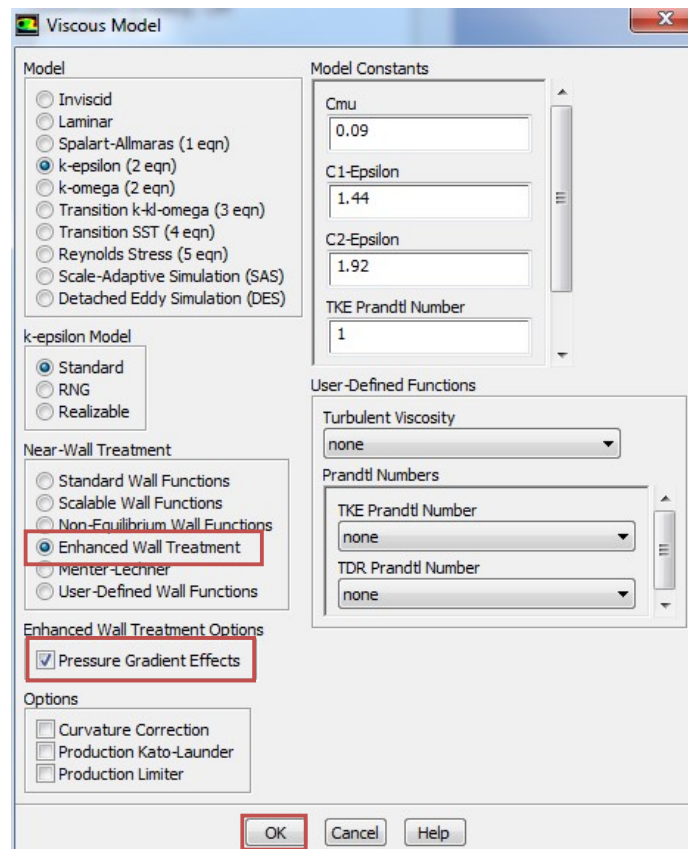 Viscous Model
Model
Inviscid
Laminar
Spalart-Allmaras (1 eqn)
k-epsilon (2 eqn)
k-omega (2 eqn)
Transition k-kl-omega (3 eqn)
Transition SST (4 eqn)
Reynolds Stress (5 eqn)
Scale-Adaptive Simulation (SAS)
Detached Eddy Simulation (DES)
k-epsilon Model
Standard
RNG
Realizable
Near-Wall Treatment
Standard Wall Functions
Scalable Wall Functions
Non-Equilibrium Wall Functions
Enhanced Wall Treatment
Menter-Lechner
User-Defined Wall Functions
Enhanced Wall Treatment Options
Pressure Gradient Effects
Options
Curvature Correction
Production Kato-Launder
Production Limiter
Model Constants
Cmu
0.09
C1-Epsilon
1.44
C2-Epsilon
1.92
TKE Prandtl Number
1
User-Defined Functions
Turbulent Viscosity
none
Prandtl Numbers
TKE Prandtl Number
none
TDR Prandtl Number
none
OK Cancel Help